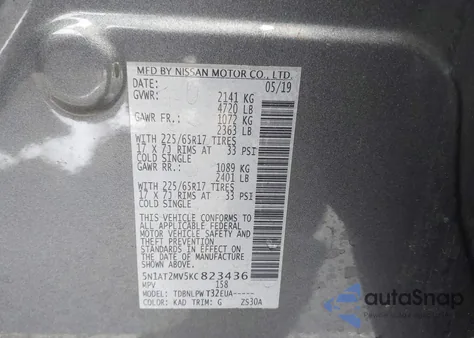 MFD BY NISSAN MOTOR CO., LTD.
DATE: 05/19
GVWR: 2141 KG
4720 LB
GAWR FR.: 1072 KG
2363 LB
WITH 225/65R17 TIRES
17 X 7J RIMS AT 33 PSI
COLD SINGLE
GAWR RR.: 1089 KG
2401 LB
WITH 225/65R17 TIRES
17 X 7J RIMS AT 33 PSI
COLD SINGLE
THIS VEHICLE CONFORMS TO
ALL APPLICABLE FEDERAL
MOTOR VEHICLE SAFETY AND
STANDARDS IN EFFECT ON
THE DATE OF MANUFACTURE
SHOWN ABOVE.
5N1AT2MV5KC823436
MPV 158
MODEL: TDBNLPWT32EUA-----
COLOR: KAD TRIM: G ZS30A
autoSnap